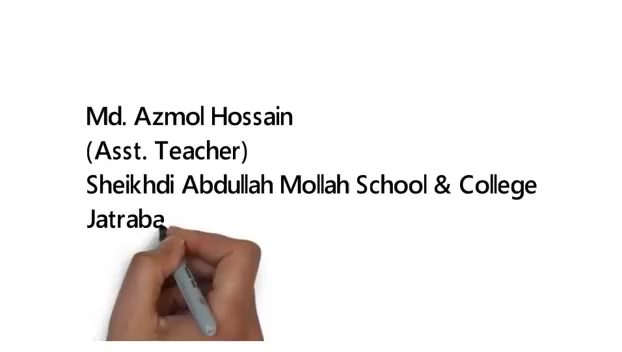 Md. Azmol Hossain
(Asst. Teacher)
Sheikhdi Abdullah Mollah School & College
Jatraba